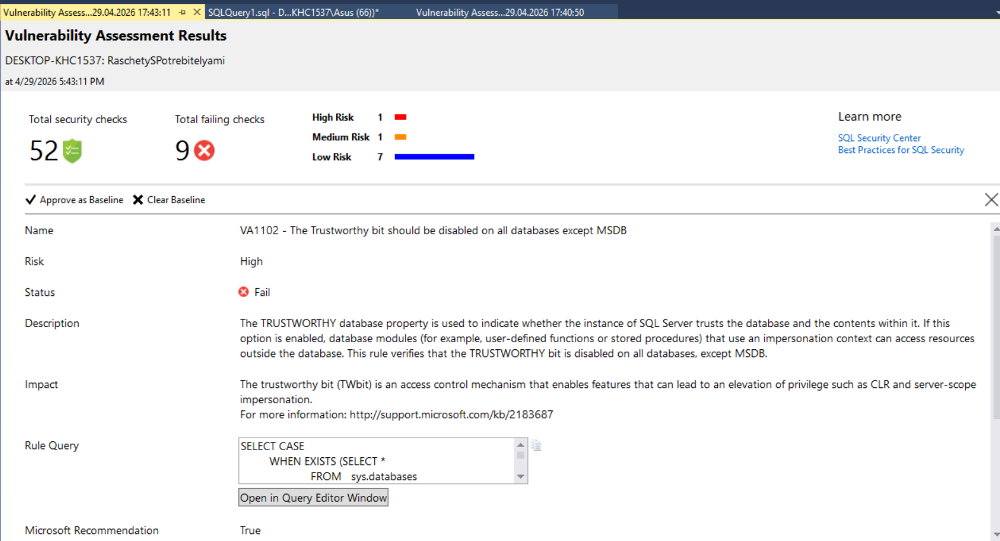 Vulnerability Assess...29.04.2026 17:43:11
SQLQuery1.sql - D...KHC1537\Asus (66))*
Vulnerability Assess...29.04.2026 17:40:50
Vulnerability Assessment Results
DESKTOP-KHC1537: RaschetySPotrebitelyami
at 4/29/2026 5:43:11 PM
Total security checks
52
Total failing checks
9
High Risk 1
Medium Risk 1
Low Risk 7
Learn more
SQL Security Center
Best Practices for SQL Security
Approve as Baseline
Clear Baseline
Name
VA1102 - The Trustworthy bit should be disabled on all databases except MSDB
Risk
High
Status
Fail
Description
The TRUSTWORTHY database property is used to indicate whether the instance of SQL Server trusts the database and the contents within it. If this
option is enabled, database modules (for example, user-defined functions or stored procedures) that use an impersonation context can access resources
outside the database. This rule verifies that the TRUSTWORTHY bit is disabled on all databases, except MSDB.
Impact
The trustworthy bit (TWbit) is an access control mechanism that enables features that can lead to an elevation of privilege such as CLR and server-scope
impersonation.
For more information: http://support.microsoft.com/kb/2183687
Rule Query
SELECT CASE
WHEN EXISTS (SELECT *
FROM sys.databases
Open in Query Editor Window
Microsoft Recommendation
True